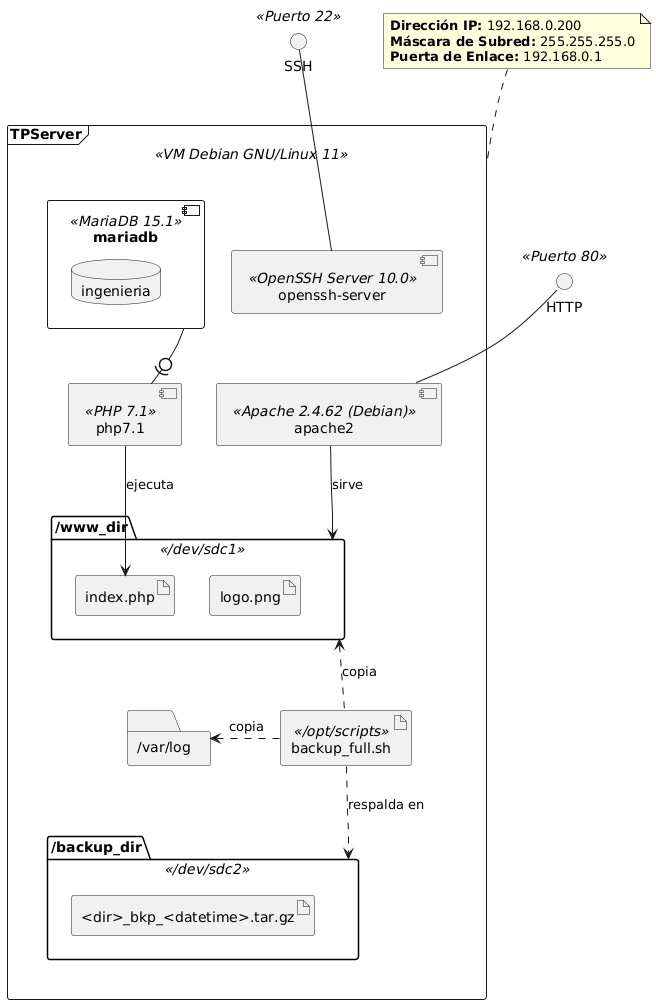 «Puerto 22»
SSH
Dirección IP: 192.168.0.200
Máscara de Subred: 255.255.255.0
Puerta de Enlace: 192.168.0.1
TPServer
«VM Debian GNU/Linux 11»
«MariaDB 15.1»
mariadb
ingenieria
«OpenSSH Server 10.0»
openssh-server
«Puerto 80»
HTTP
«PHP 7.1»
php7.1
«Apache 2.4.62 (Debian)»
apache2
ejecuta
sirve
/www_dir
«/dev/sdc1»
index.php
logo.png
copia
copia
/var/log
«/opt/scripts»
backup_full.sh
respalda en
/backup_dir
«/dev/sdc2»
<dir>_bkp_<datetime>.tar.gz